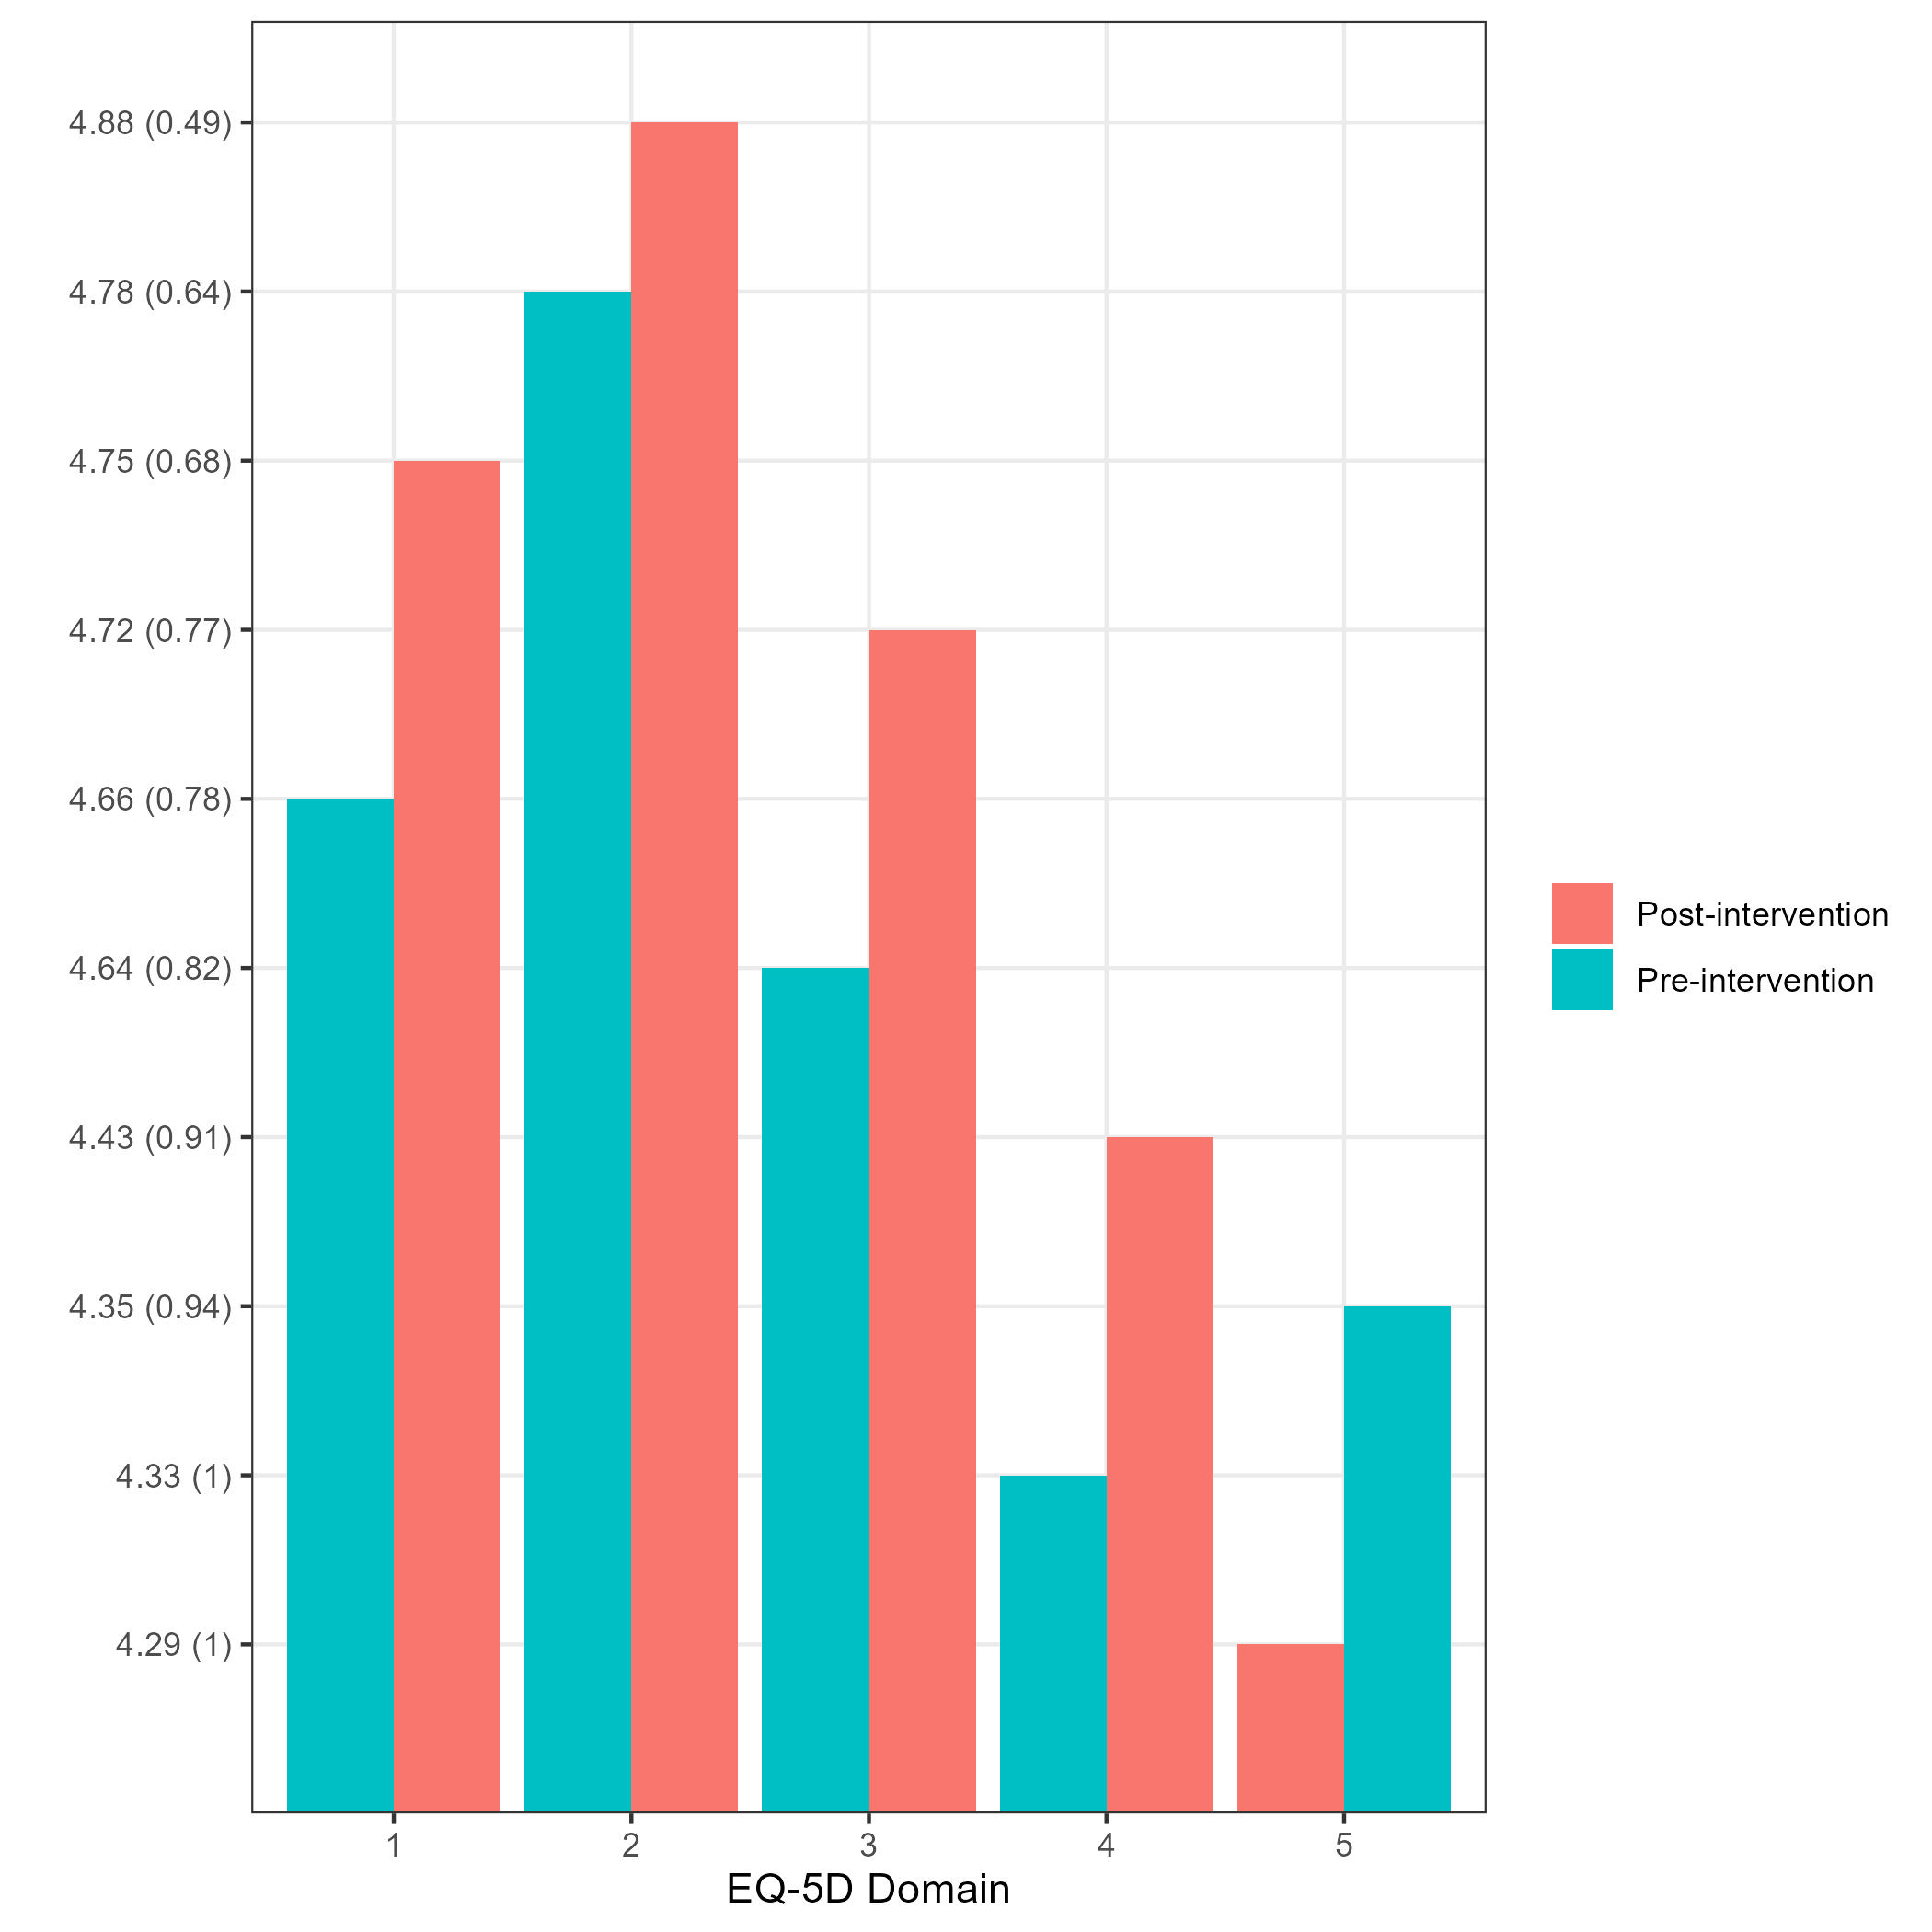 4.88 (0.49)
4.78 (0.64)
4.75 (0.68)
4.72 (0.77)
4.66 (0.78)
4.64 (0.82)
4.43 (0.91)
4.35 (0.94)
4.33 (1)
4.29 (1)
1 2 3 4 5
EQ-5D Domain
Post-intervention
Pre-intervention